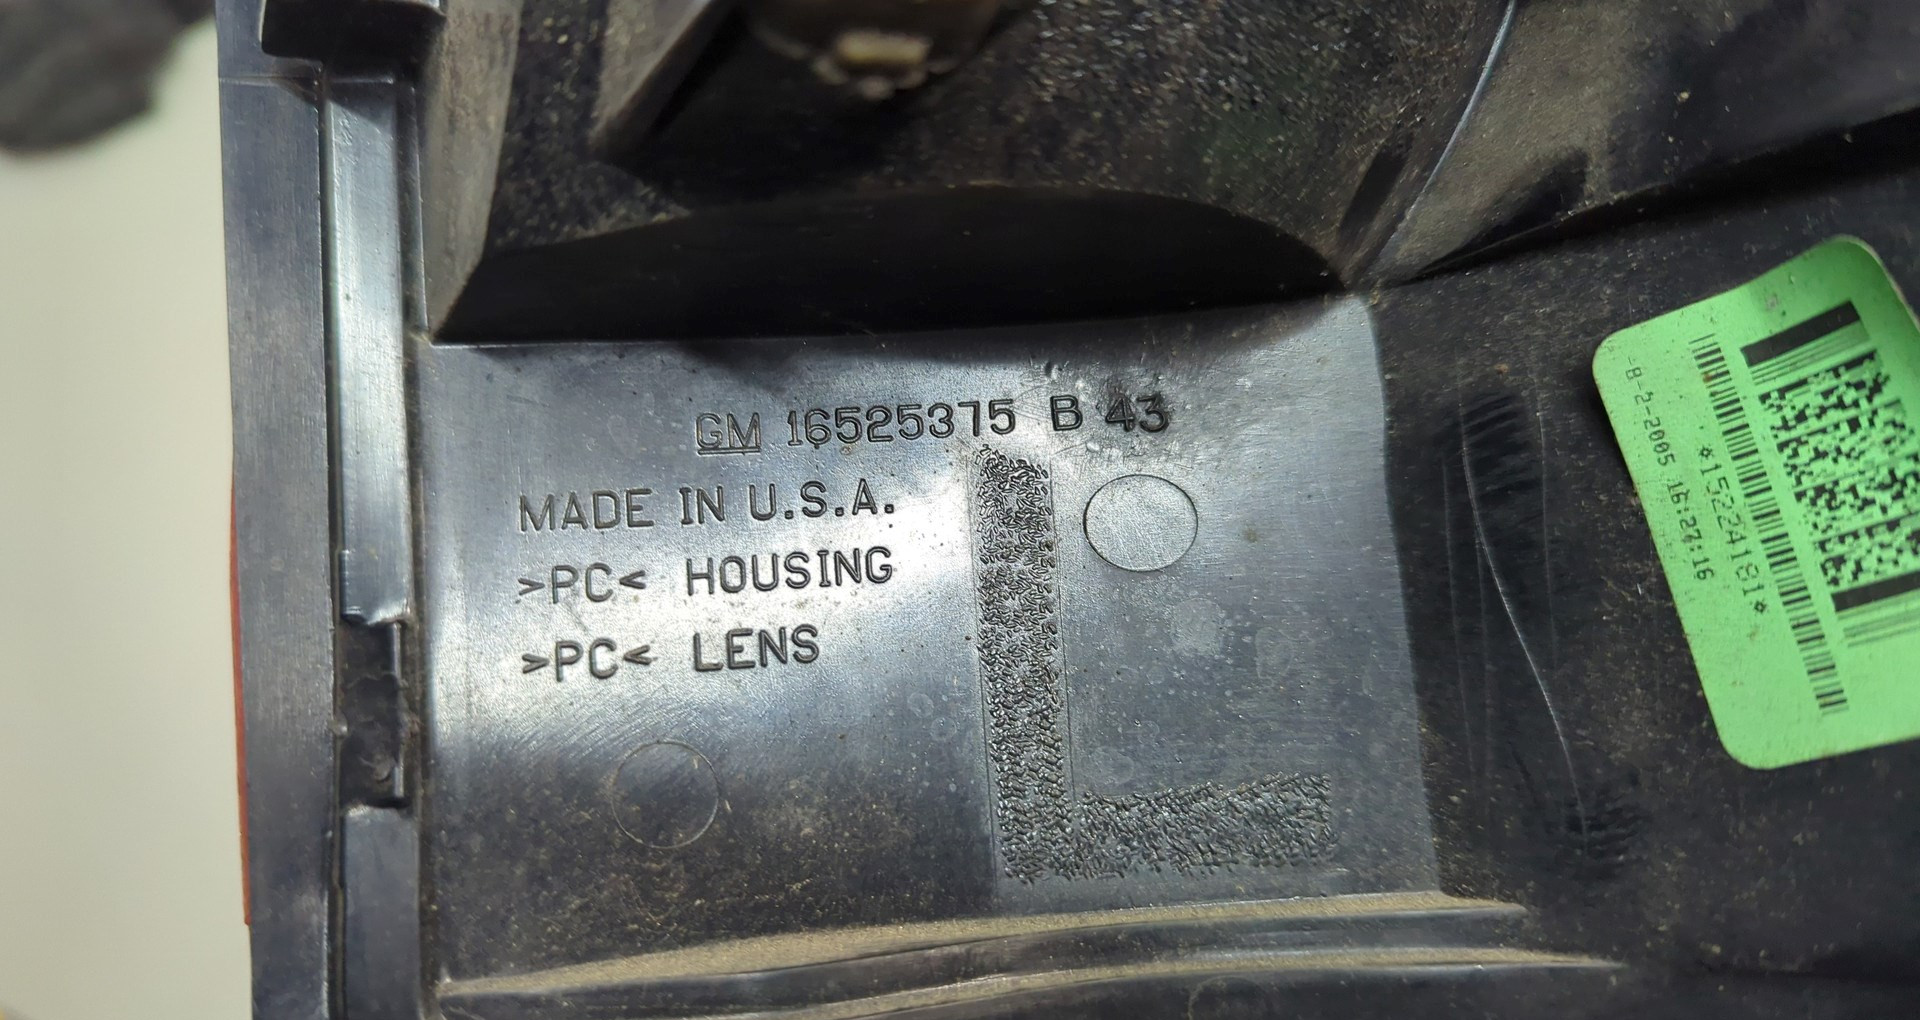 GM 16525375 B 43
MADE IN U.S.A.
>PC< HOUSING
>PC< LENS
L
-8-2-2005 16:27:16
*15224181*